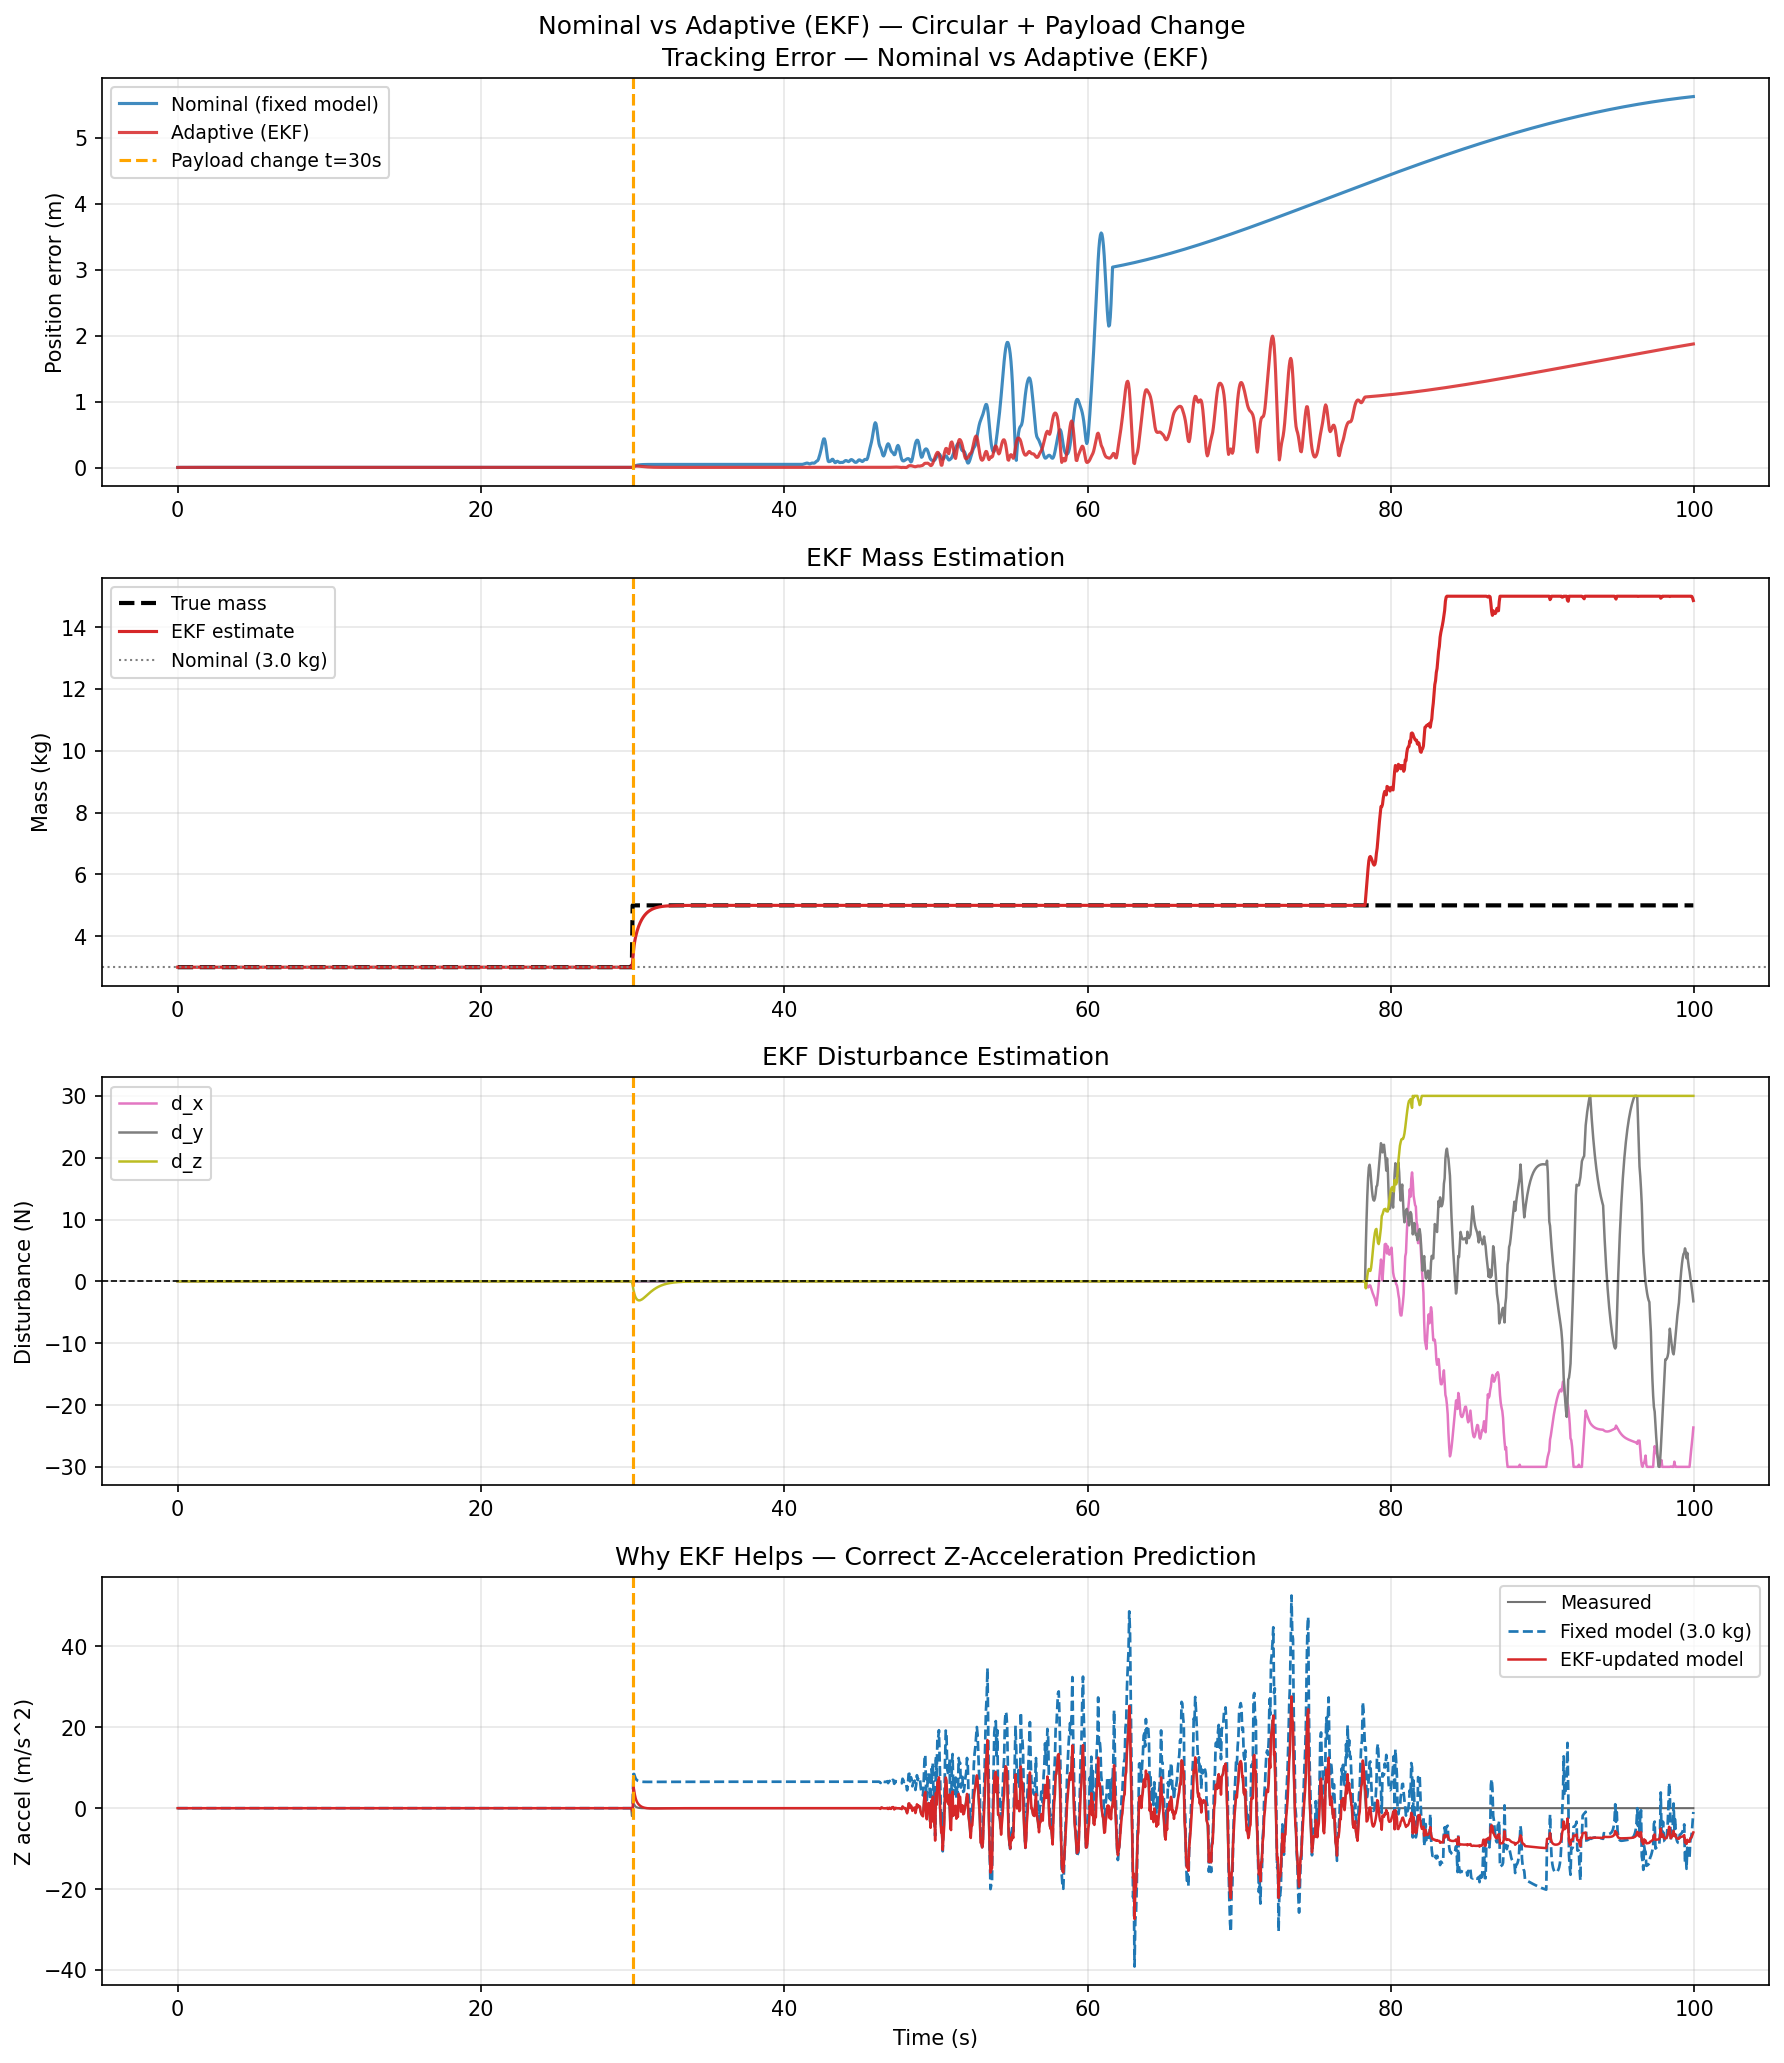 Nominal vs Adaptive (EKF) — Circular + Payload Change
Tracking Error — Nominal vs Adaptive (EKF)
Nominal (fixed model)
Adaptive (EKF)
Payload change t=30s
Position error (m)
5
4
3
2
1
0
0 20 40 60 80 100
EKF Mass Estimation
True mass
EKF estimate
Nominal (3.0 kg)
Mass (kg)
14
12
10
8
6
4
0 20 40 60 80 100
EKF Disturbance Estimation
d_x
d_y
d_z
Disturbance (N)
30
20
10
0
−10
−20
−30
0 20 40 60 80 100
Why EKF Helps — Correct Z-Acceleration Prediction
Measured
Fixed model (3.0 kg)
EKF-updated model
Z accel (m/s^2)
40
20
0
−20
−40
0 20 40 60 80 100
Time (s)